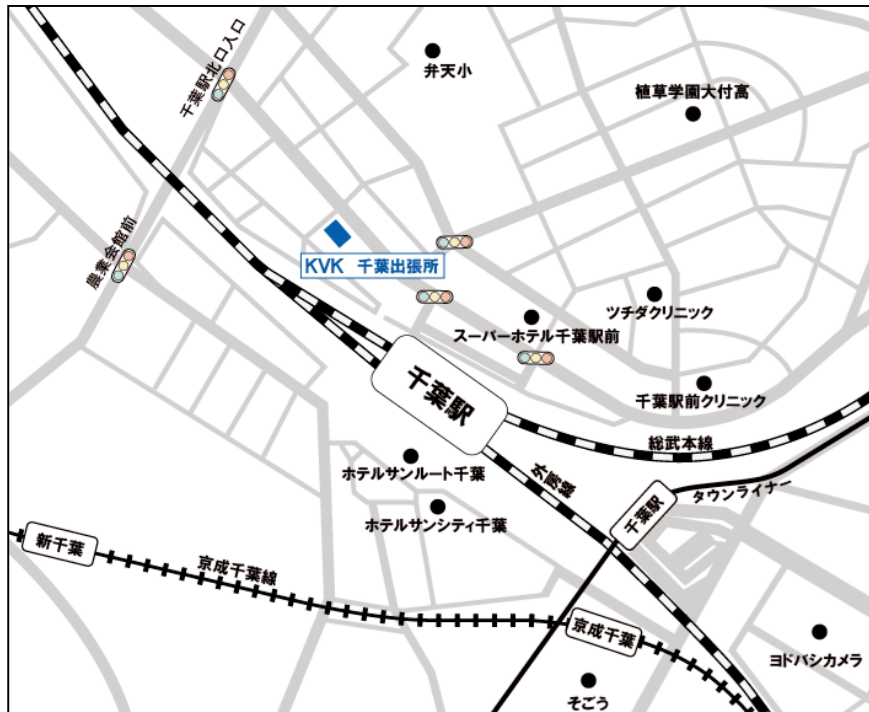 弁天小
千葉駅北口入口
植草学園大付高
農業会館前
KVK 千葉出張所
ツチダクリニック
スーパーホテル千葉駅前
千葉駅
千葉駅前クリニック
総武本線
ホテルサンルート千葉
外房線
タウンライナー
千葉駅
ホテルサンシティ千葉
新千葉
京成千葉線
京成千葉
ヨドバシカメラ
そごう